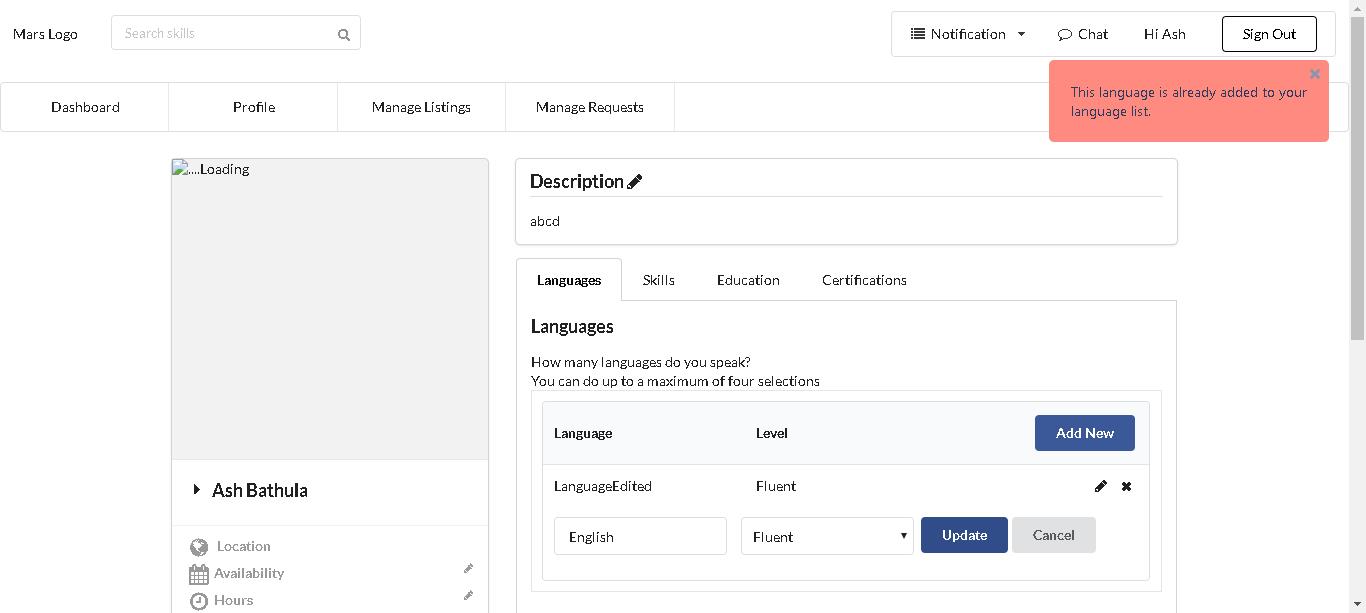 Mars Logo
Search skills
Notification
Chat
Hi Ash
Sign Out
This language is already added to your
language list.
Dashboard
Profile
Manage Listings
Manage Requests
....Loading
Description
abcd
Languages
Skills
Education
Certifications
Languages
How many languages do you speak?
You can do up to a maximum of four selections
Language
Level
Add New
LanguageEdited
Fluent
English
Fluent
Update
Cancel
Ash Bathula
Location
Availability
Hours